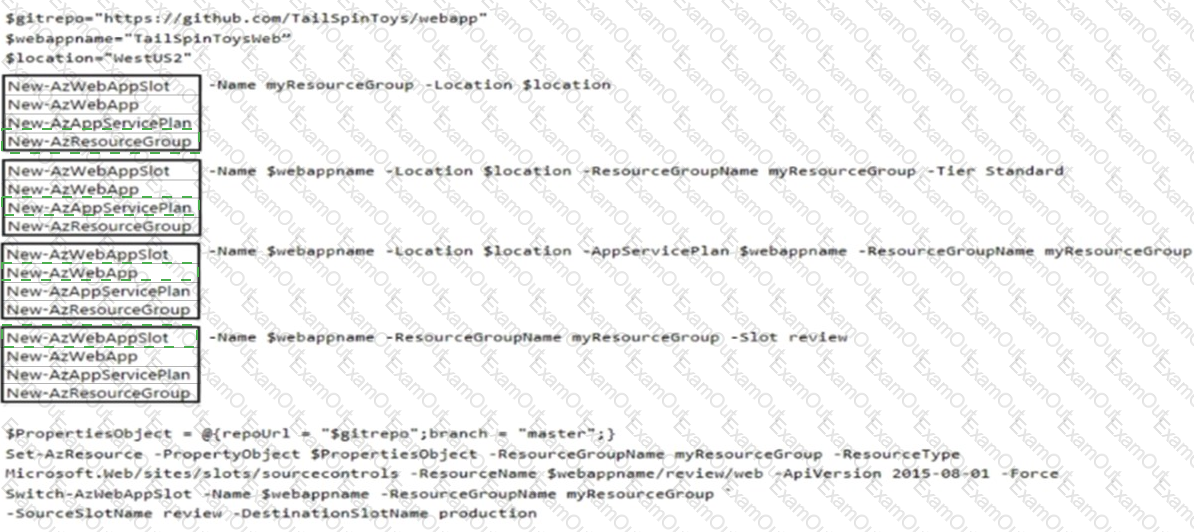 $gitrepo="https://github.com/TailSpinToys/webapp"
$webappname="TailSpinToysWeb"
$location="WestUS2"
New-AzWebAppSlot -Name myResourceGroup -Location $location
New-AzWebApp
New-AzAppServicePlan
New-AzResourceGroup
New-AzWebAppSlot -Name $webappname -Location $location -ResourceGroupName myResourceGroup -Tier Standard
New-AzWebApp
New-AzAppServicePlan
New-AzResourceGroup
New-AzWebAppSlot -Name $webappname -Location $location -AppServicePlan $webappname -ResourceGroupName myResourceGroup
New-AzWebApp
New-AzAppServicePlan
New-AzResourceGroup
New-AzWebAppSlot -Name $webappname -ResourceGroupName myResourceGroup -Slot review
New-AzWebApp
New-AzAppServicePlan
New-AzResourceGroup
$PropertiesObject = @{repoUrl = "$gitrepo";branch = "master";}
Set-AzResource -PropertyObject $PropertiesObject -ResourceGroupName myResourceGroup -ResourceType
Microsoft.Web/sites/slots/sourcecontrols -ResourceName $webappname/review/web -ApiVersion 2015-08-01 -Force
Switch-AzWebAppSlot -Name $webappname -ResourceGroupName myResourceGroup `
-SourceSlotName review -DestinationSlotName production